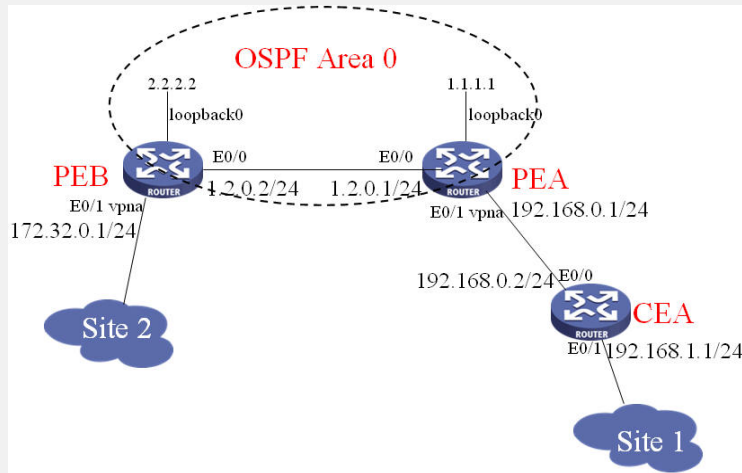 OSPF Area 0
2.2.2.2
1.1.1.1
loopback0
loopback0
E0/0
E0/0
PEB
ROUTER
1.2.0.2/24
1.2.0.1/24
ROUTER
PEA
E0/1 vpna
E0/1 vpna
192.168.0.1/24
172.32.0.1/24
192.168.0.2/24
E0/0
Site 2
CEA
ROUTER
E0/1
192.168.1.1/24
Site 1